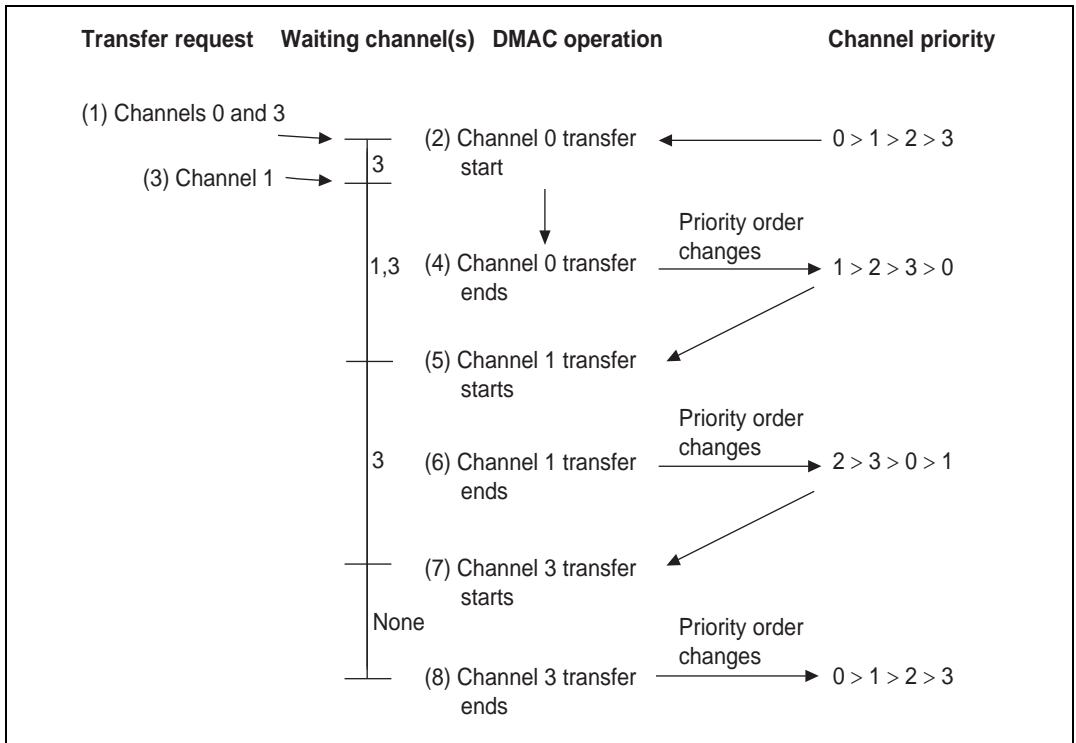 Transfer request Waiting channel(s) DMAC operation Channel priority
(1) Channels 0 and 3
(2) Channel 0 transfer
start
0 > 1 > 2 > 3
3
(3) Channel 1
Priority order
changes
1,3
(4) Channel 0 transfer
ends
1 > 2 > 3 > 0
(5) Channel 1 transfer
starts
Priority order
changes
3
(6) Channel 1 transfer
ends
2 > 3 > 0 > 1
(7) Channel 3 transfer
starts
None
Priority order
changes
(8) Channel 3 transfer
ends
0 > 1 > 2 > 3